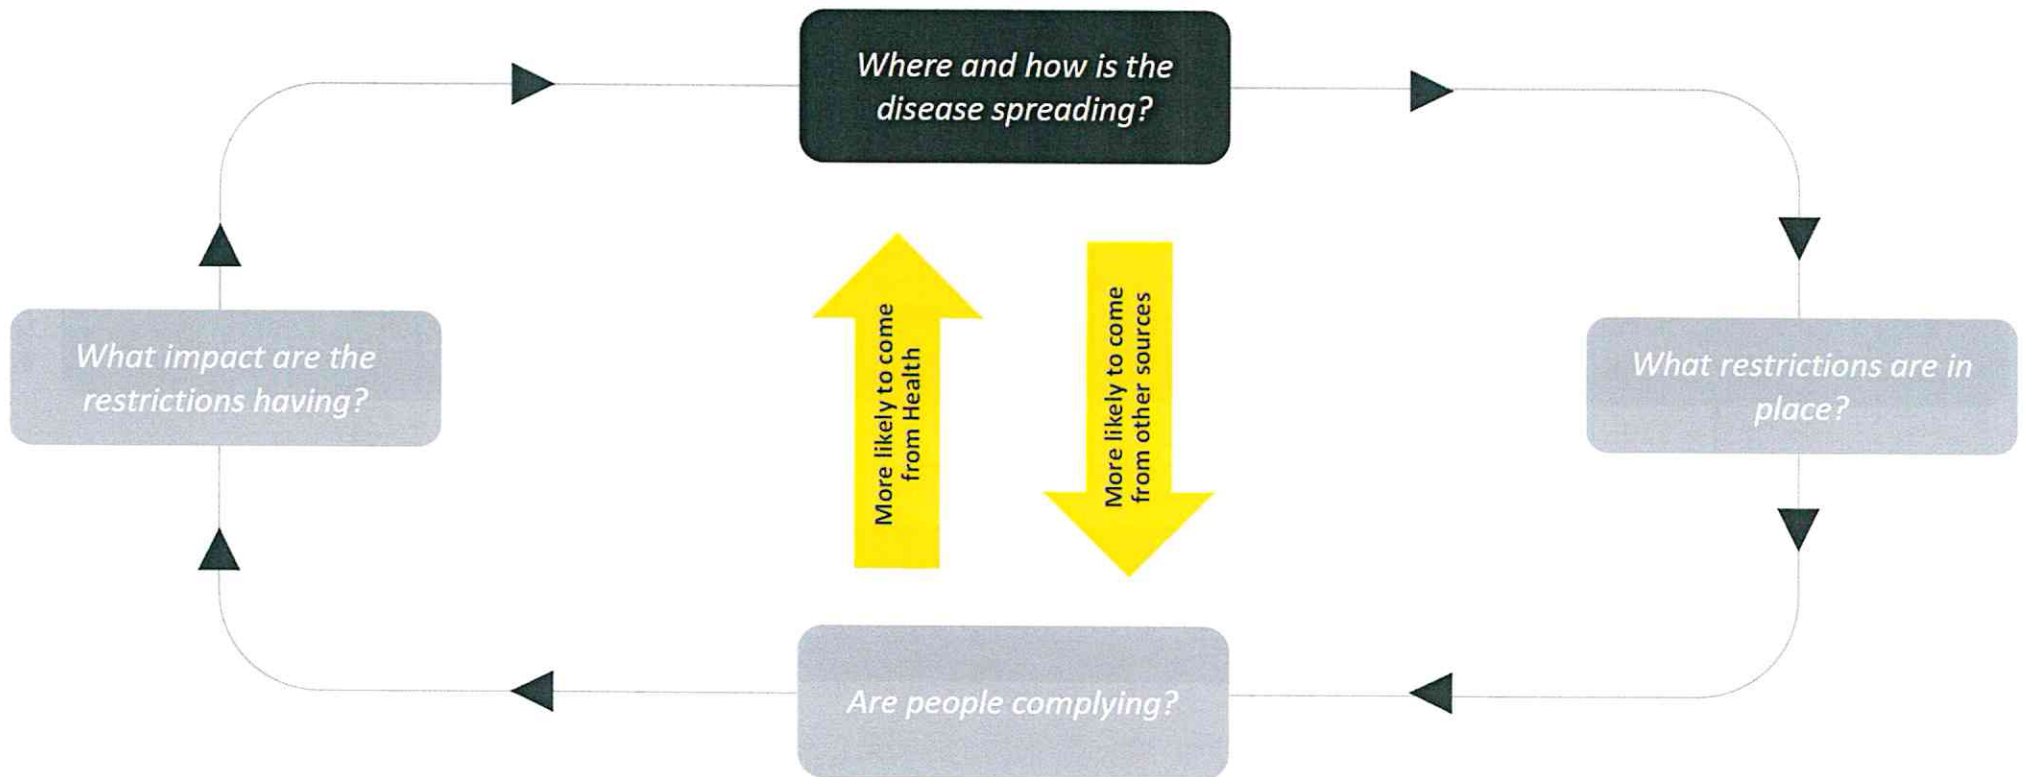 Where and how is the
disease spreading?
What impact are the
restrictions having?
More likely to come
from Health
More likely to come
from other sources
What restrictions are in
place?
Are people complying?